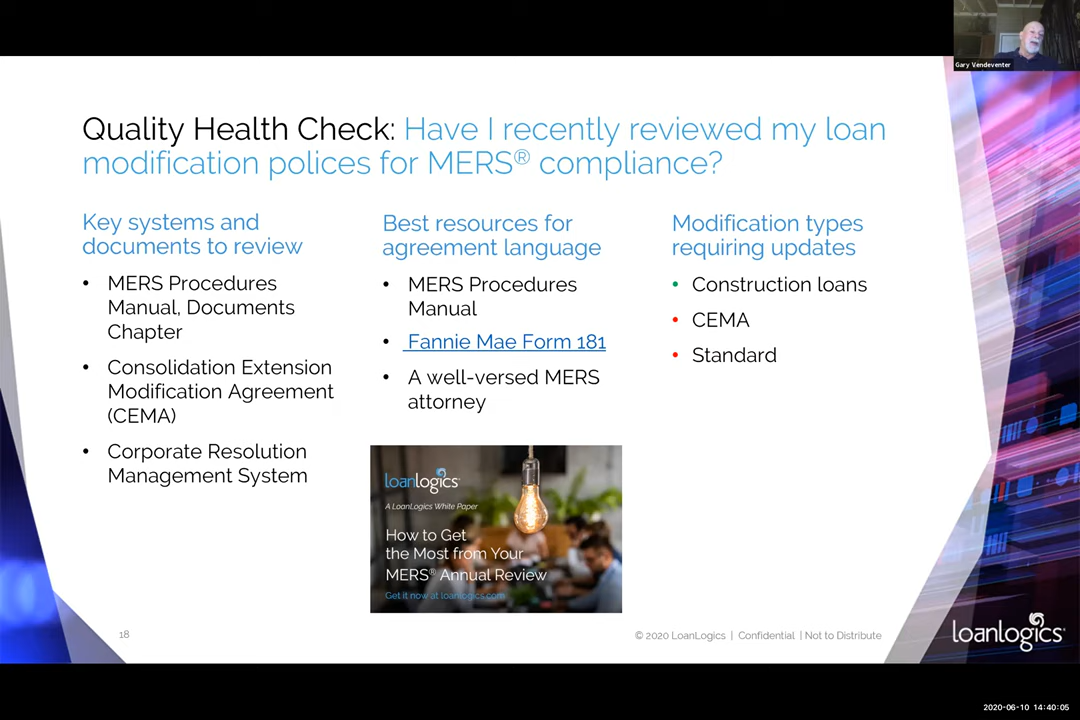 Gary Vendeventer
Quality Health Check: Have I recently reviewed my loan
modification polices for MERS® compliance?
Key systems and
documents to review
• MERS Procedures
Manual, Documents
Chapter
• Consolidation Extension
Modification Agreement
(CEMA)
• Corporate Resolution
Management System
Best resources for
agreement language
• MERS Procedures
Manual
• Fannie Mae Form 181
• A well-versed MERS
attorney
loanlogics
A LoanLogics White Paper
How to Get
the Most from Your
MERS® Annual Review
Get it now at loanlogics.com
Modification types
requiring updates
• Construction loans
• CEMA
• Standard
18
© 2020 LoanLogics | Confidential | Not to Distribute
loanlogics
2020-06-10 14:40:05